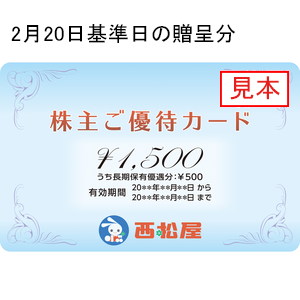 2月20日基準日の贈呈分
見本
株主ご優待カード
¥1,500
うち長期保有優遇分:¥500
有効期間 20**年**月**日 から
20**年**月**日 まで
西松屋